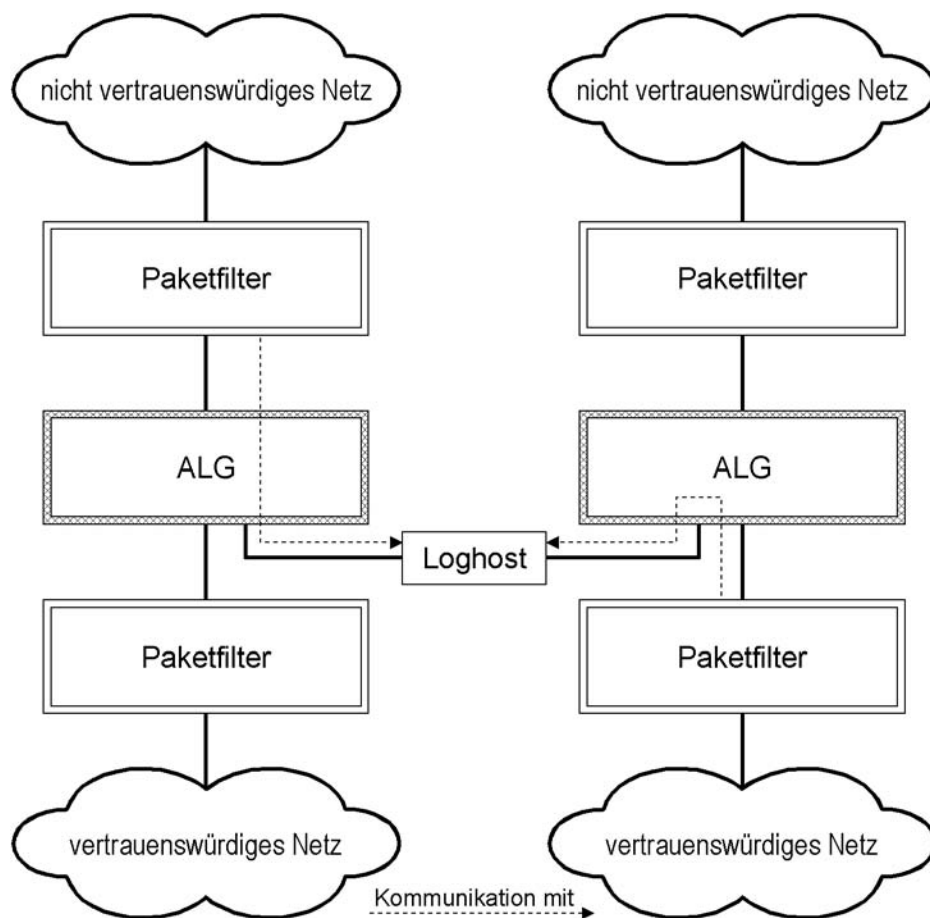 nicht vertrauenswürdiges Netz
nicht vertrauenswürdiges Netz
Paketfilter
Paketfilter
ALG
ALG
Loghost
Paketfilter
Paketfilter
vertrauenswürdiges Netz
vertrauenswürdiges Netz
Kommunikation mit